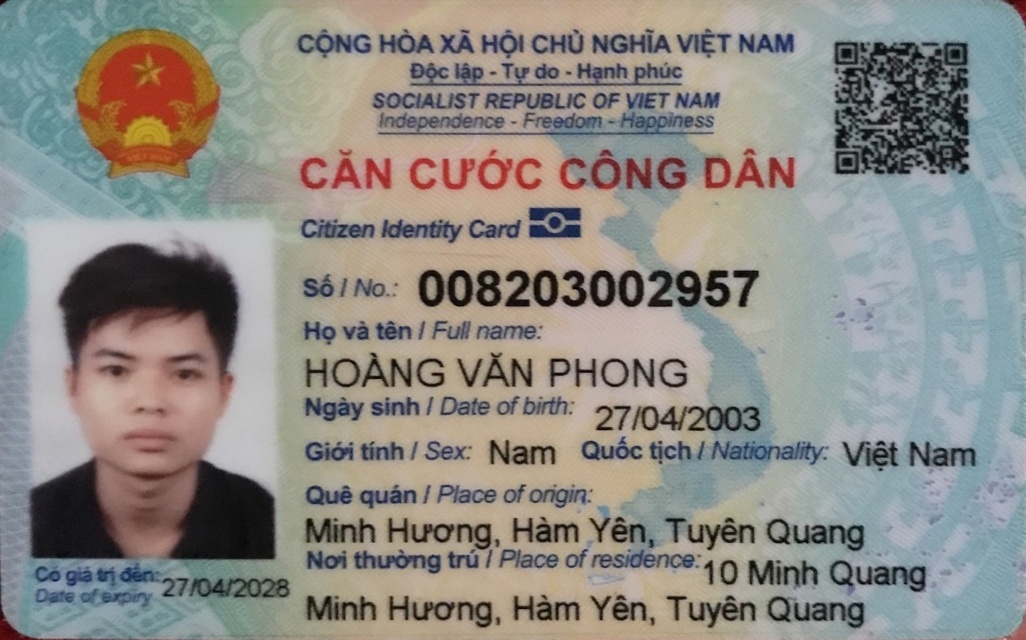 CỘNG HÒA XÃ HỘI CHỦ NGHĨA VIỆT NAM
Độc lập - Tự do - Hạnh phúc
SOCIALIST REPUBLIC OF VIET NAM
Independence - Freedom - Happiness
CĂN CƯỚC CÔNG DÂN
Citizen Identity Card
Số / No.: 008203002957
Họ và tên / Full name:
HOÀNG VĂN PHONG
Ngày sinh / Date of birth: 27/04/2003
Giới tính / Sex: Nam Quốc tịch / Nationality: Việt Nam
Quê quán / Place of origin:
Minh Hương, Hàm Yên, Tuyên Quang
Nơi thường trú / Place of residence: 10 Minh Quang
Minh Hương, Hàm Yên, Tuyên Quang
Có giá trị đến: 27/04/2028
Date of expiry